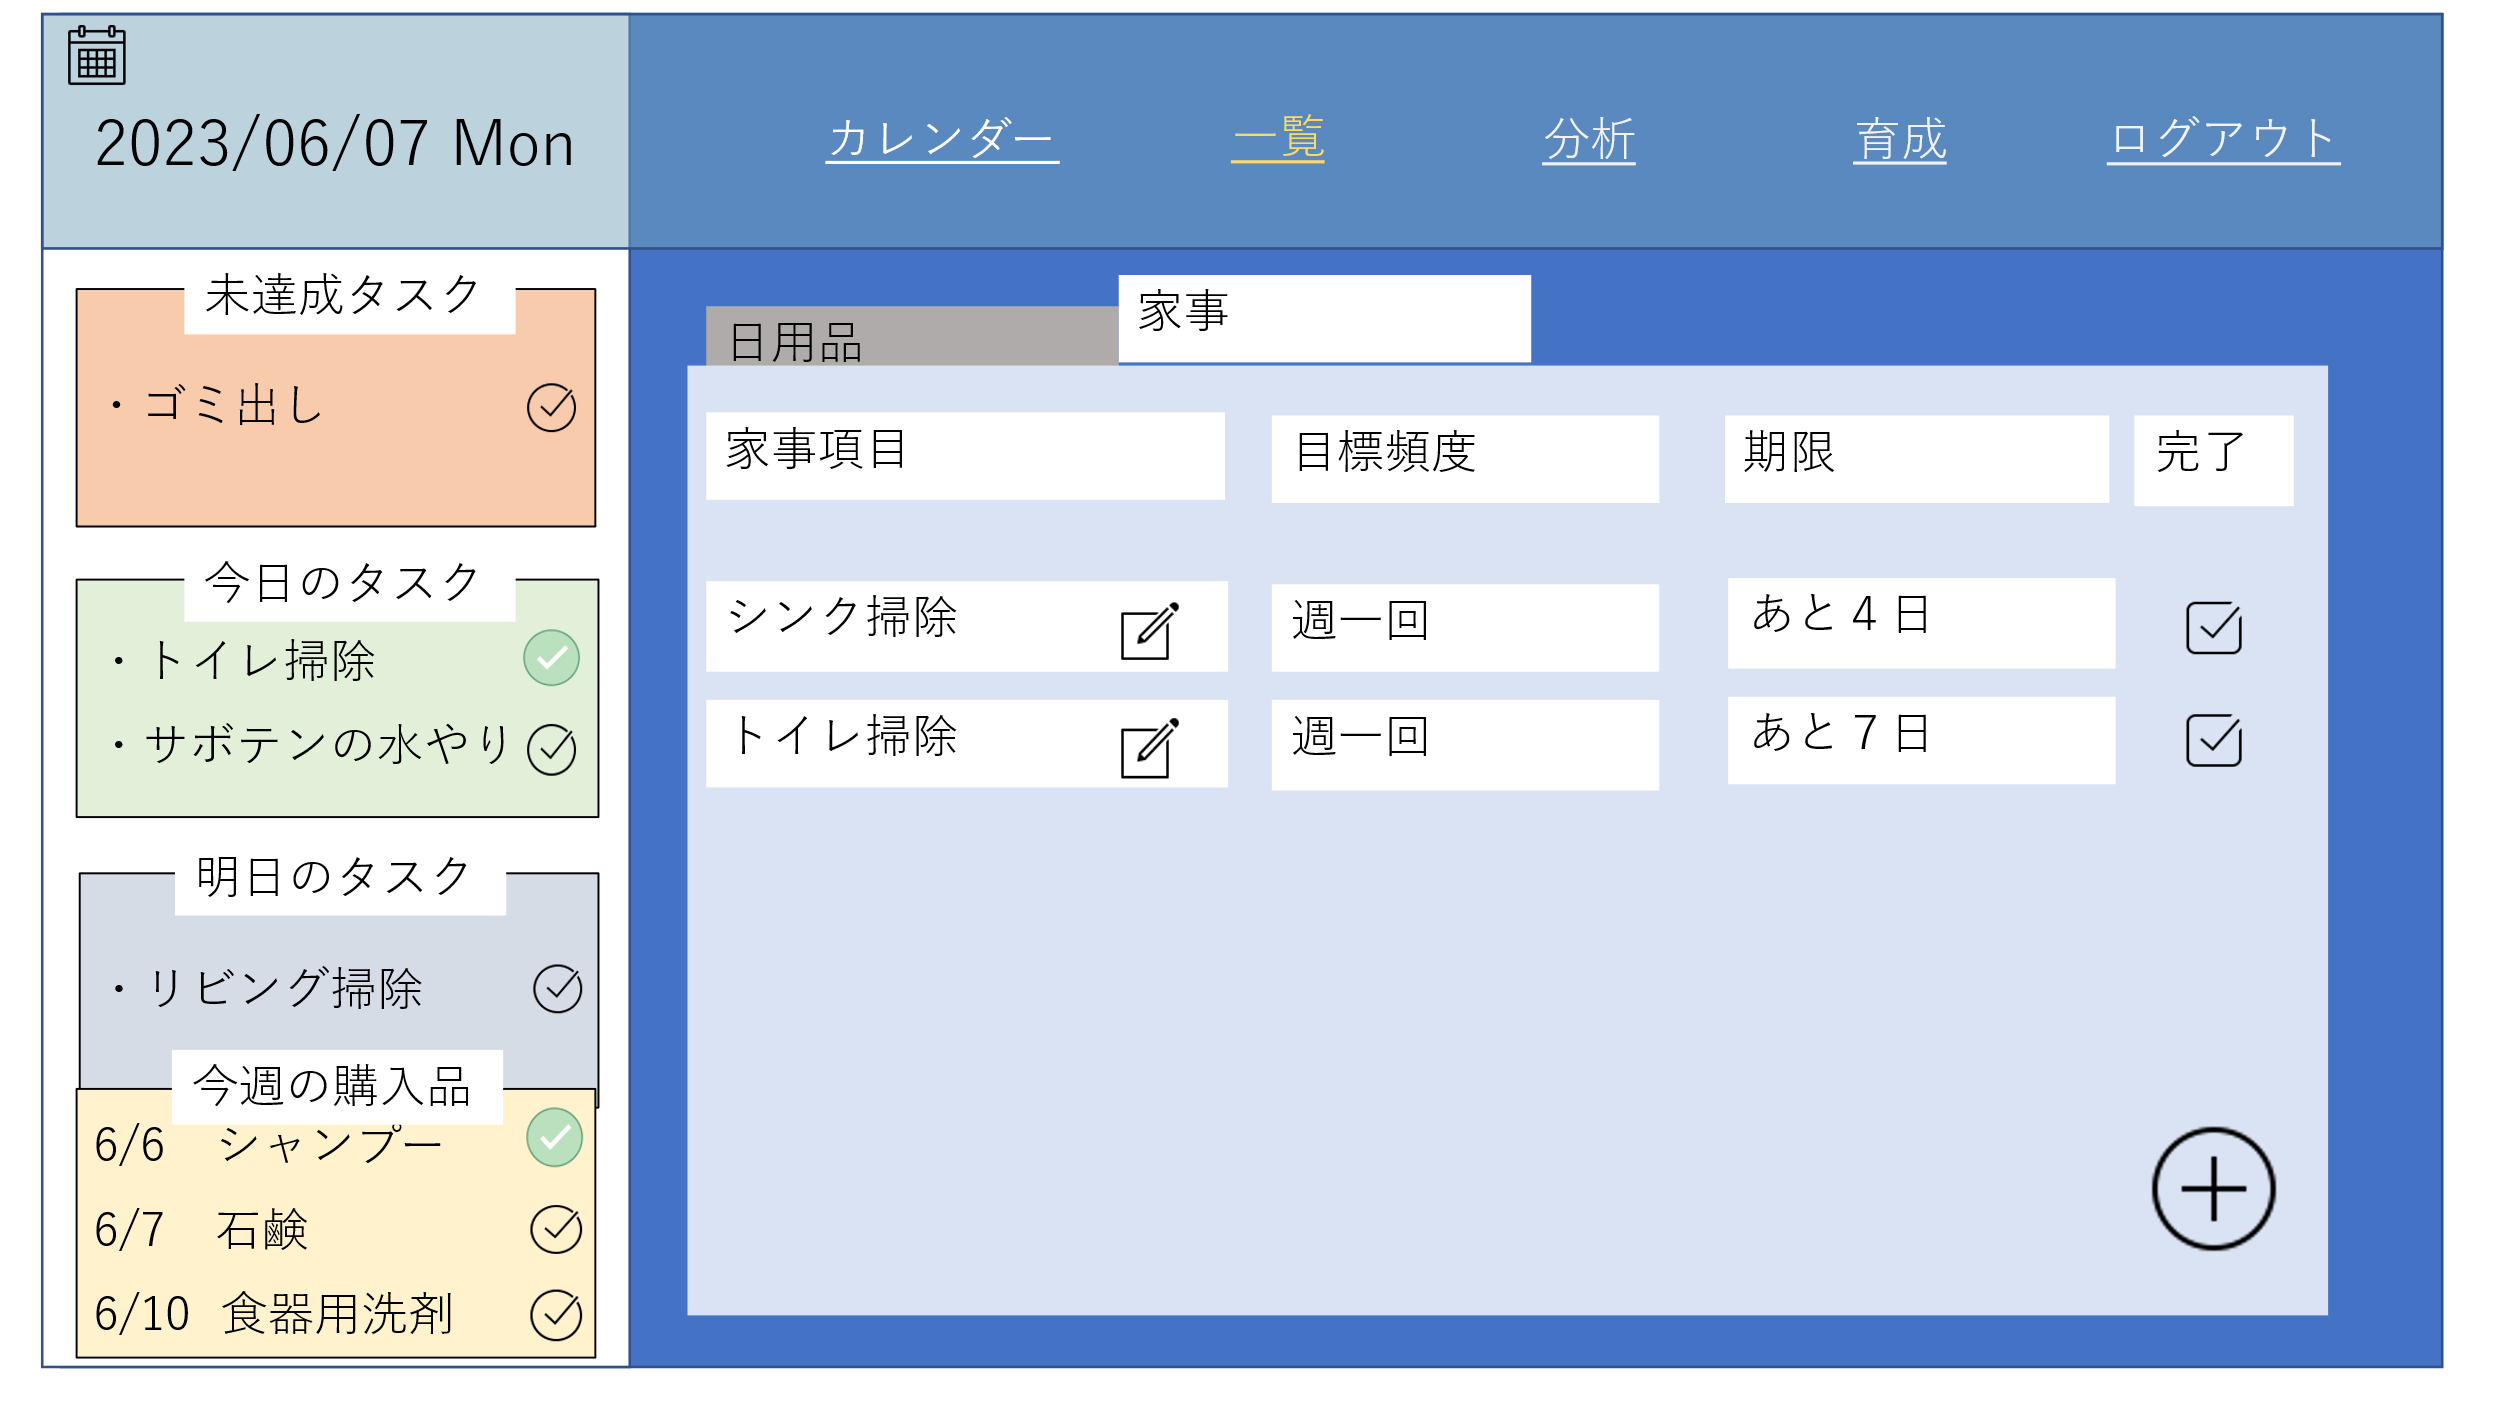 2023/06/07 Mon
カレンダー
一覧
分析
育成
ログアウト
未達成タスク
・ゴミ出し
今日のタスク
・トイレ掃除
・サボテンの水やり
明日のタスク
・リビング掃除
今週の購入品
6/6 シャンプー
6/7 石鹸
6/10 食器用洗剤
日用品
家事
家事項目
目標頻度
期限
完了
シンク掃除
週一回
あと4日
トイレ掃除
週一回
あと7日